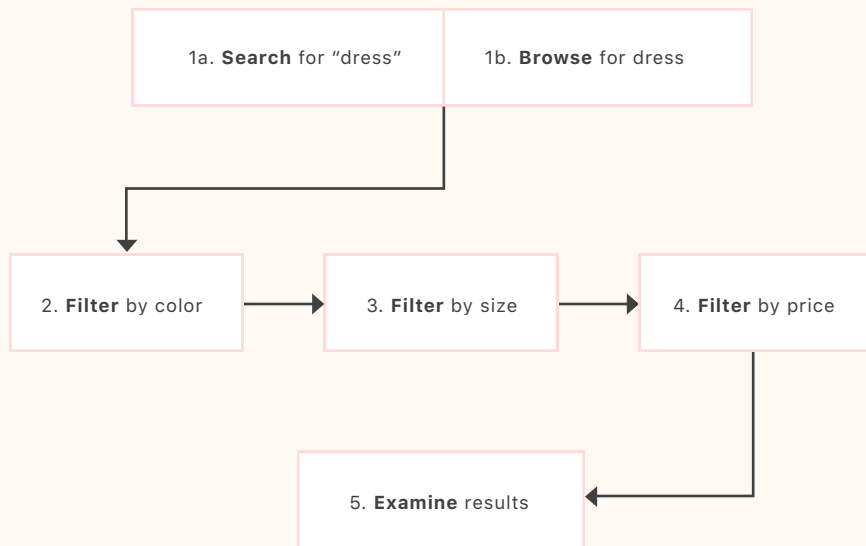 1a. Search for “dress”
1b. Browse for dress
2. Filter by color
3. Filter by size
4. Filter by price
5. Examine results